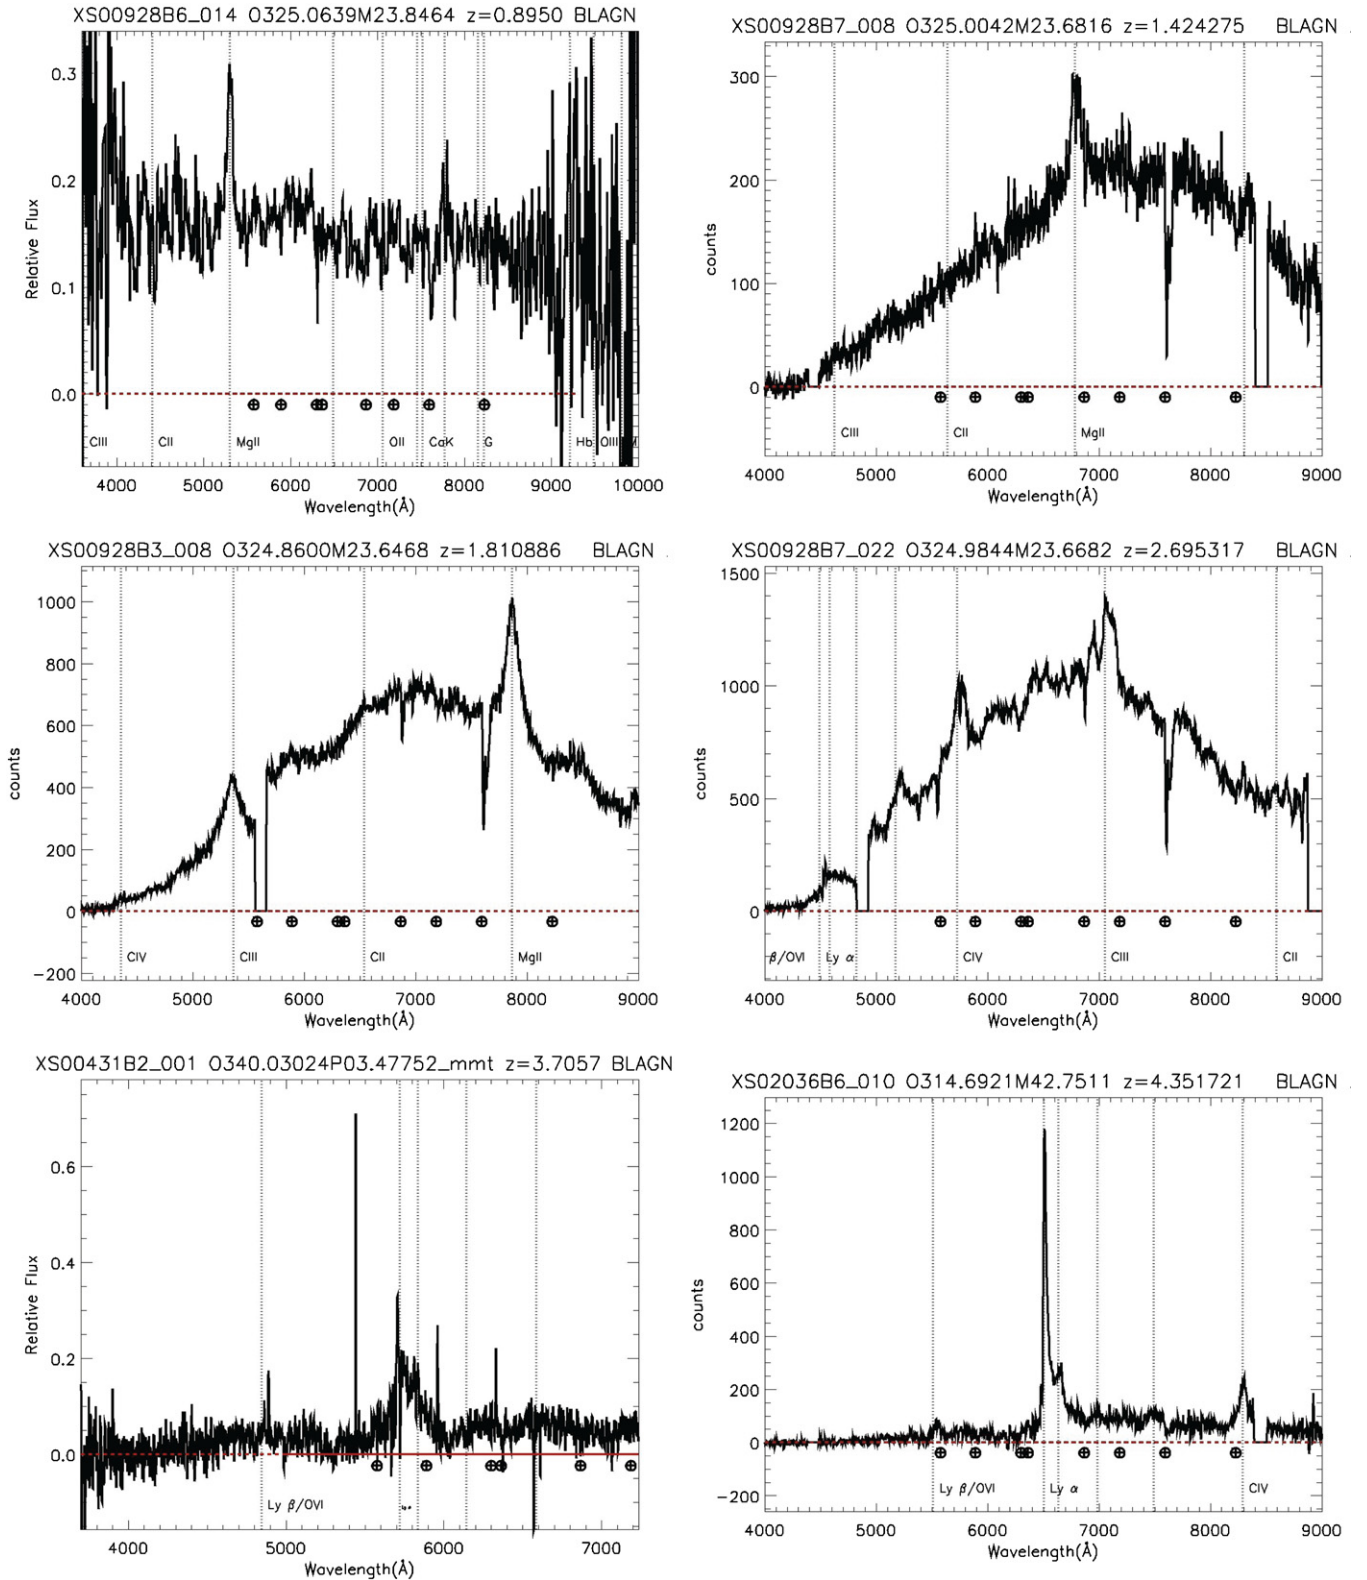 XS00928B6_014 O325.0639M23.8464 z=0.8950 BLAGN
Relative Flux
0.3
0.2
0.1
0.0
CIII CII MgII OII CaK G Hb OIII
4000 5000 6000 7000 8000 9000 10000
Wavelength(Å)
XS00928B7_008 O325.0042M23.6816 z=1.424275 BLAGN
counts
300
200
100
0
CIII CII MgII
4000 5000 6000 7000 8000 9000
Wavelength(Å)
XS00928B3_008 O324.8600M23.6468 z=1.810886 BLAGN
counts
1000
800
600
400
200
0
−200
CIV CIII CII MgII
4000 5000 6000 7000 8000 9000
Wavelength(Å)
XS00928B7_022 O324.9844M23.6682 z=2.695317 BLAGN
counts
1500
1000
500
0
β/OVI Ly α CIV CIII CII
4000 5000 6000 7000 8000 9000
Wavelength(Å)
XS00431B2_001 O340.03024P03.47752_mmt z=3.7057 BLAGN
Relative Flux
0.6
0.4
0.2
0.0
Ly β/OVI
4000 5000 6000 7000
Wavelength(Å)
XS02036B6_010 O314.6921M42.7511 z=4.351721 BLAGN
counts
1200
1000
800
600
400
200
0
−200
Ly β/OVI Ly α CIV
4000 5000 6000 7000 8000 9000
Wavelength(Å)